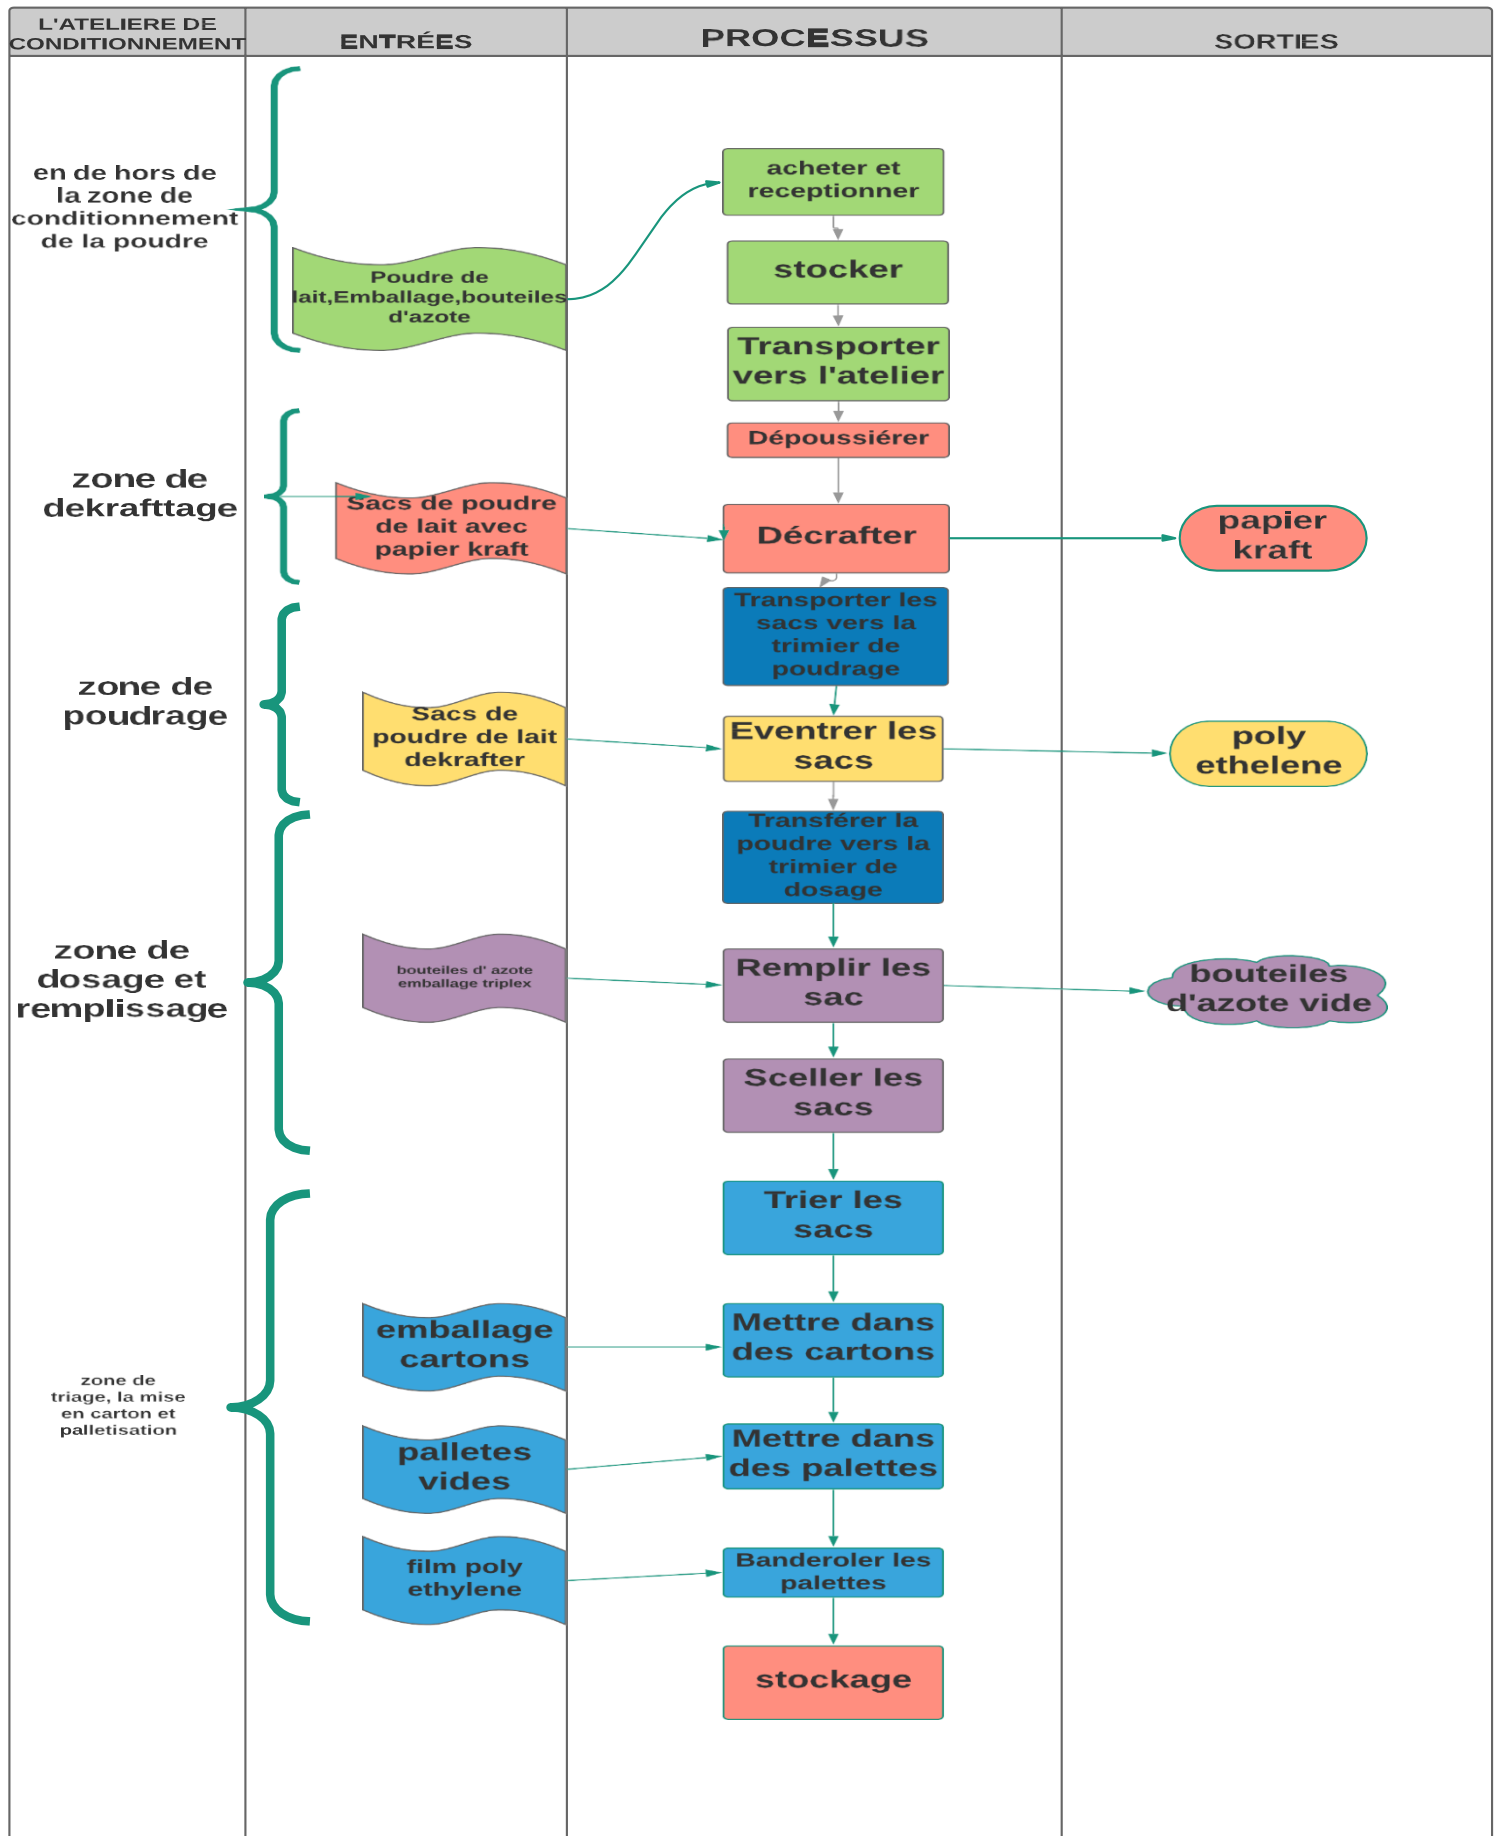 L'ATELIERE DE
CONDITIONNEMENT
ENTRÉES
PROCESSUS
SORTIES
en de hors de
la zone de
conditionnement
de la poudre
Poudre de
lait,Emballage,bouteiles
d'azote
acheter et
receptionner
stocker
Transporter
vers l'atelier
Dépoussiérer
zone de
dekrafttage
Sacs de poudre
de lait avec
papier kraft
Décrafter
papier
kraft
Transporter les
sacs vers la
trimier de
poudrage
zone de
poudrage
Sacs de
poudre de lait
dekrafter
Eventrer les
sacs
poly
ethelene
Transférer la
poudre vers la
trimier de
dosage
zone de
dosage et
remplissage
bouteiles d' azote
emballage triplex
Remplir les
sac
bouteiles
d'azote vide
Sceller les
sacs
Trier les
sacs
zone de
triage, la mise
en carton et
palletisation
emballage
cartons
Mettre dans
des cartons
palletes
vides
Mettre dans
des palettes
film poly
ethylene
Banderoler les
palettes
stockage